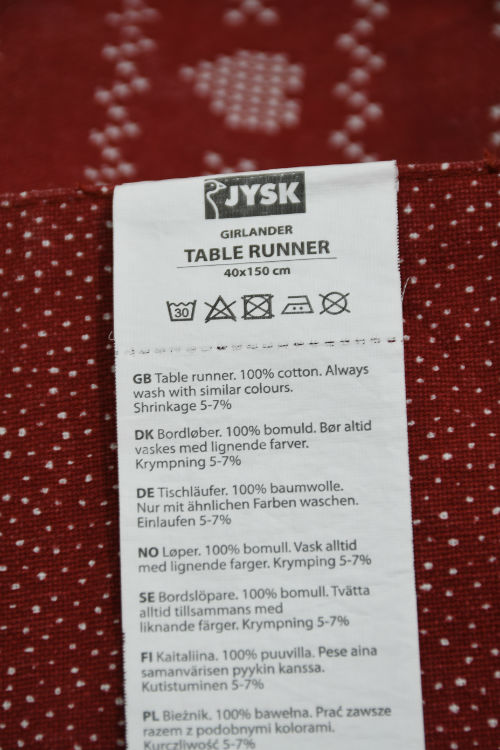 JYSK
GIRLANDER
TABLE RUNNER
40x150 cm
30
GB Table runner. 100% cotton. Always
wash with similar colours.
Shrinkage 5-7%
DK Bordløber. 100% bomuld. Bør altid
vaskes med lignende farver.
Krympning 5-7%
DE Tischläufer. 100% baumwolle.
Nur mit ähnlichen Farben waschen.
Einlaufen 5-7%
NO Løper. 100% bomull. Vask alltid
med lignende farger. Krymping 5-7%
SE Bordslöpare. 100% bomull. Tvätta
alltid tillsammans med
liknande färger. Krympning 5-7%
FI Kaitaliina. 100% puuvilla. Pese aina
samanvärisen pyykin kanssa.
Kutistuminen 5-7%
PL Bieżnik. 100% bawełna. Prać zawsze
razem z podobnymi kolorami.
Kurczliwość 5-7%